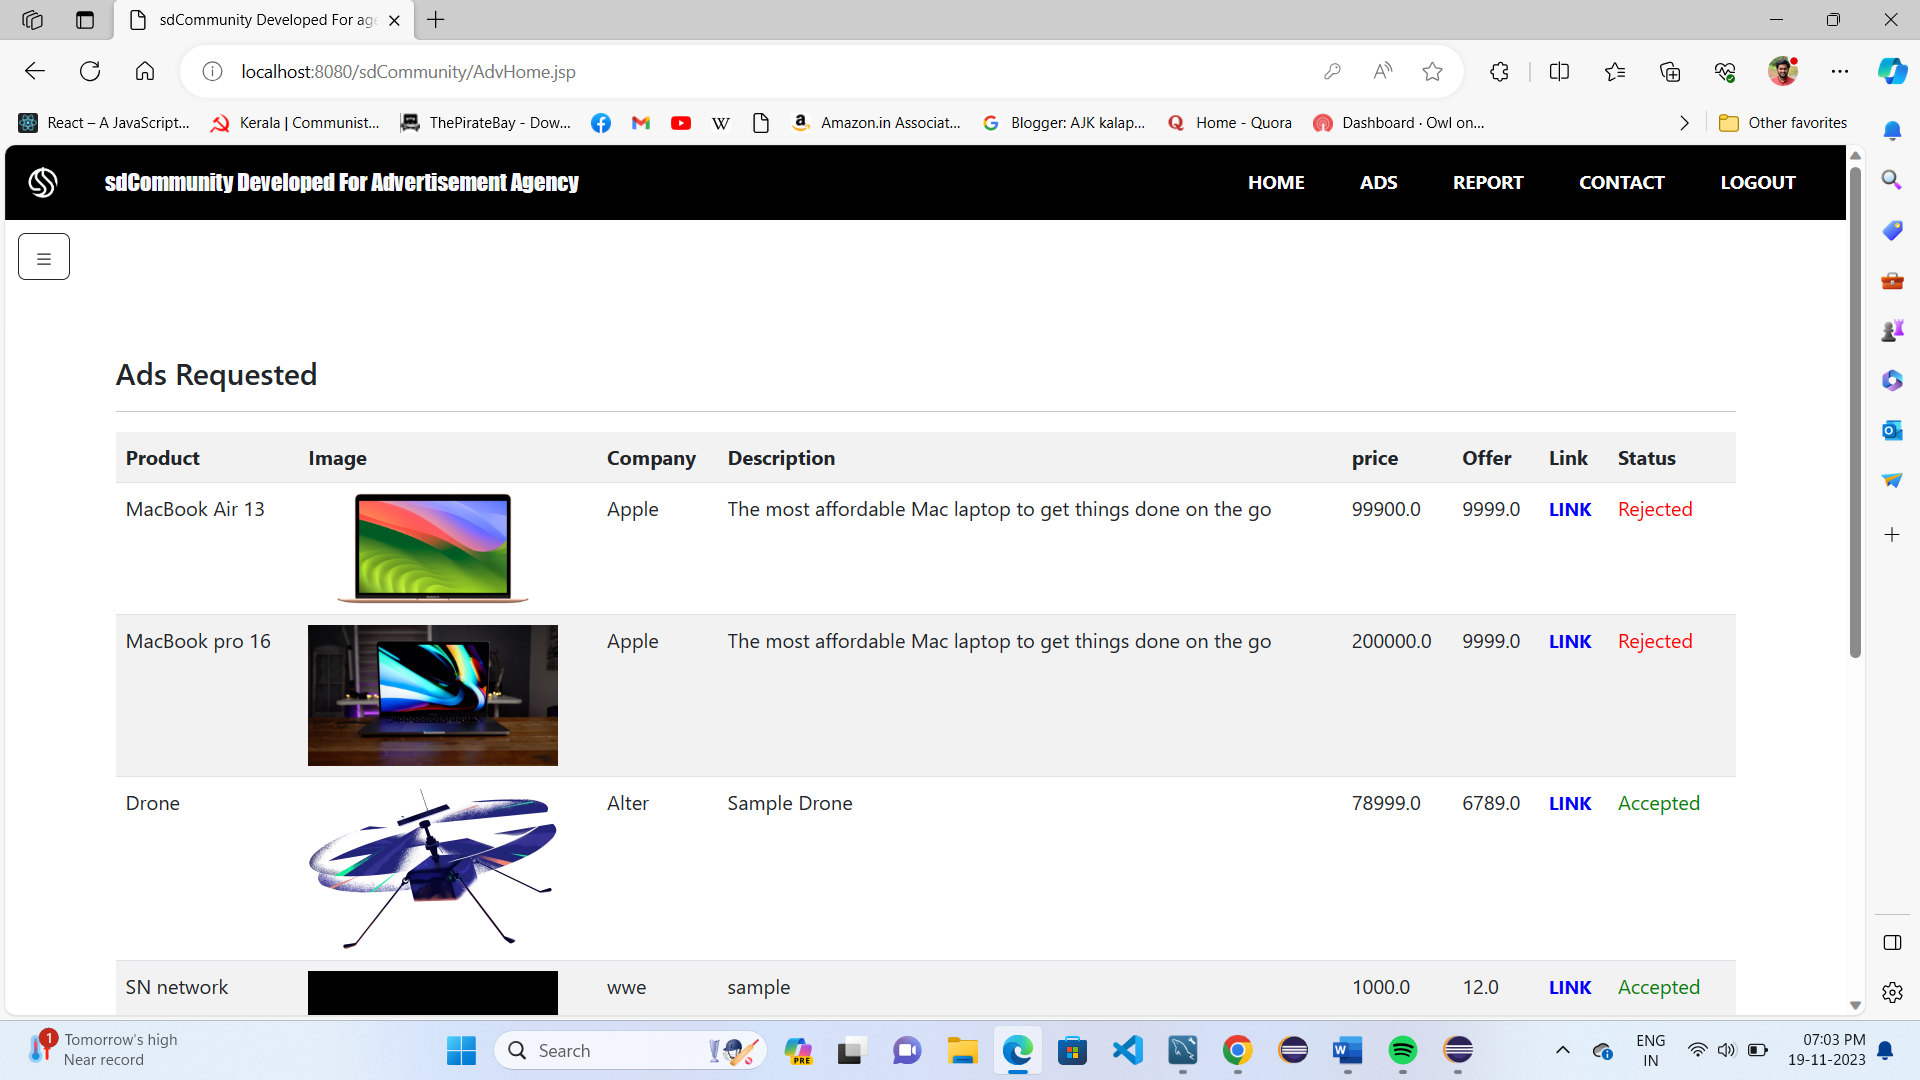 sdCommunity Developed For age
localhost:8080/sdCommunity/AdvHome.jsp
React – A JavaScript... Kerala | Communist... ThePirateBay - Dow... W Amazon.in Associat... Blogger: AJK kalap... Home - Quora Dashboard · Owl on... Other favorites
sdCommunity Developed For Advertisement Agency HOME ADS REPORT CONTACT LOGOUT
Ads Requested
Product Image Company Description price Offer Link Status
MacBook Air 13 Apple The most affordable Mac laptop to get things done on the go 99900.0 9999.0 LINK Rejected
MacBook pro 16 Apple The most affordable Mac laptop to get things done on the go 200000.0 9999.0 LINK Rejected
Drone Alter Sample Drone 78999.0 6789.0 LINK Accepted
SN network wwe sample 1000.0 12.0 LINK Accepted
1 Tomorrow's high
Near record
Search
PRE
ENG
IN
07:03 PM
19-11-2023